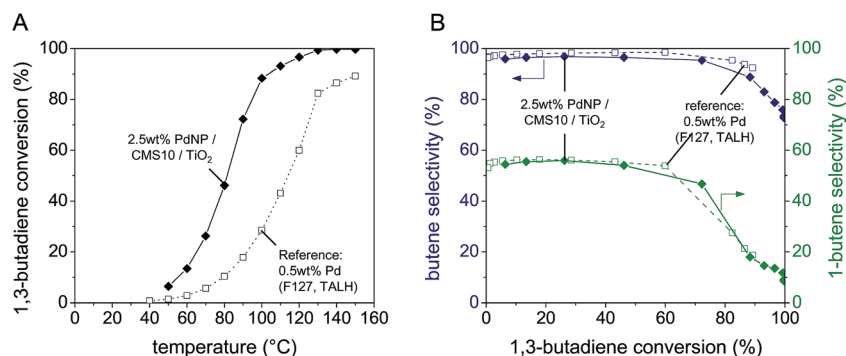 A
1,3-butadiene conversion (%)
100
80
60
40
20
0
2.5wt% PdNP /
CMS10 / TiO2
Reference:
0.5wt% Pd
(F127, TALH)
0 20 40 60 80 100 120 140 160
temperature (°C)
B
butene selectivity (%)
100
80
60
40
20
0
2.5wt% PdNP /
CMS10 / TiO2
reference:
0.5wt% Pd
(F127, TALH)
100
80
60
40
20
0
1-butene selectivity (%)
0 20 40 60 80 100
1,3-butadiene conversion (%)